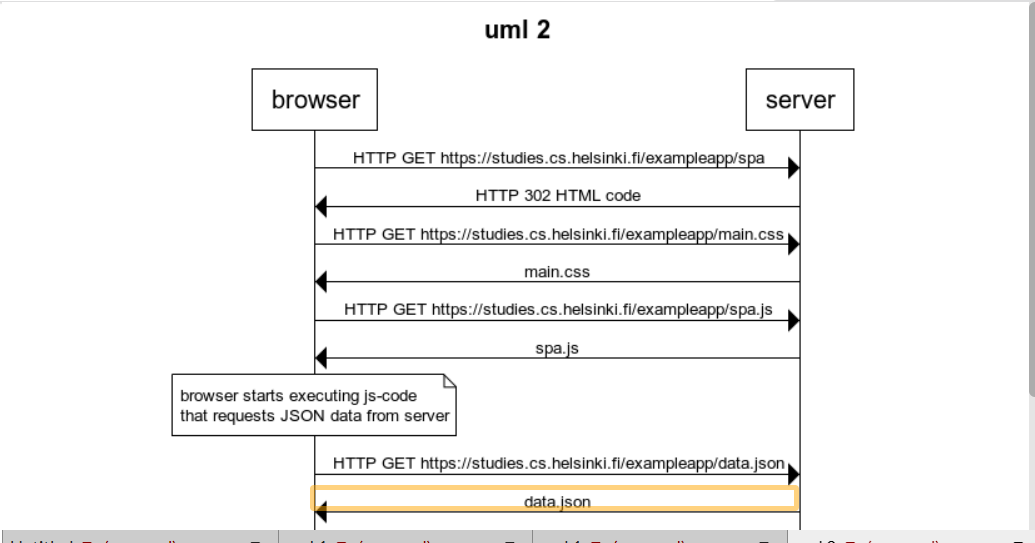 uml 2
browser
server
HTTP GET https://studies.cs.helsinki.fi/exampleapp/spa
HTTP 302 HTML code
HTTP GET https://studies.cs.helsinki.fi/exampleapp/main.css
main.css
HTTP GET https://studies.cs.helsinki.fi/exampleapp/spa.js
spa.js
browser starts executing js-code
that requests JSON data from server
HTTP GET https://studies.cs.helsinki.fi/exampleapp/data.json
data.json